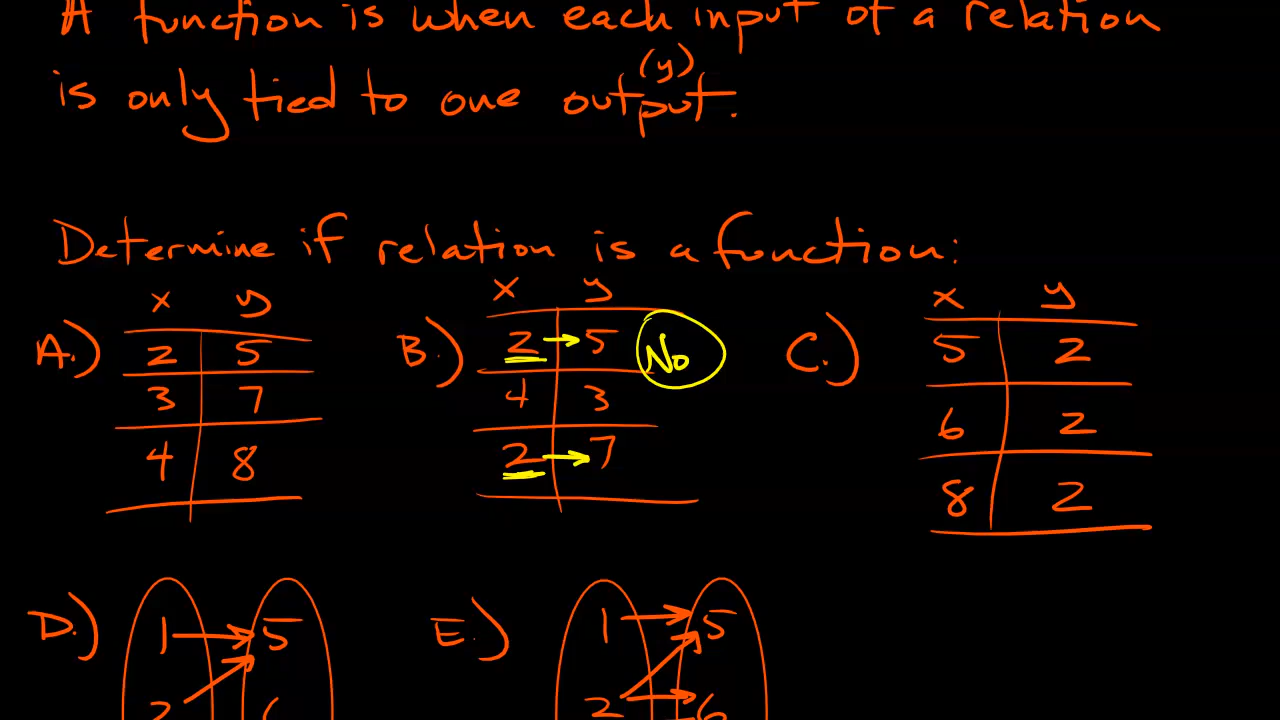 A function is when each input of a relation
(y)
is only tied to one output.
Determine if relation is a function:
A.) x y
2 5
3 7
4 8
B.) x y
2 → 5 No
4 3
2 → 7
C.) x y
5 2
6 2
8 2
D.) 1 → 5
2
E.) 1 → 5
2 → 6